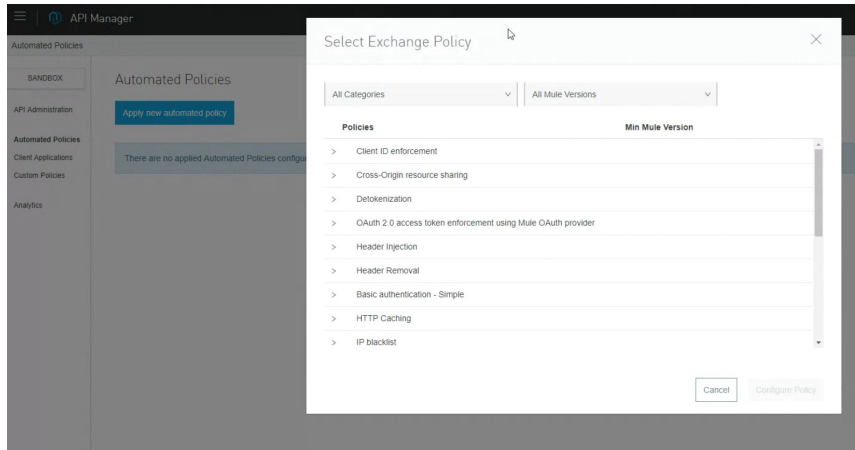 API Manager
Automated Policies
SANDBOX
API Administration
Automated Policies
Client Applications
Custom Policies
Analytics
Automated Policies
Apply new automated policy
There are no applied Automated Policies configu
Select Exchange Policy
All Categories
All Mule Versions
Policies Min Mule Version
> Client ID enforcement
> Cross-Origin resource sharing
> Detokenization
> OAuth 2.0 access token enforcement using Mule OAuth provider
> Header Injection
> Header Removal
> Basic authentication - Simple
> HTTP Caching
> IP blacklist
Cancel Configure Policy